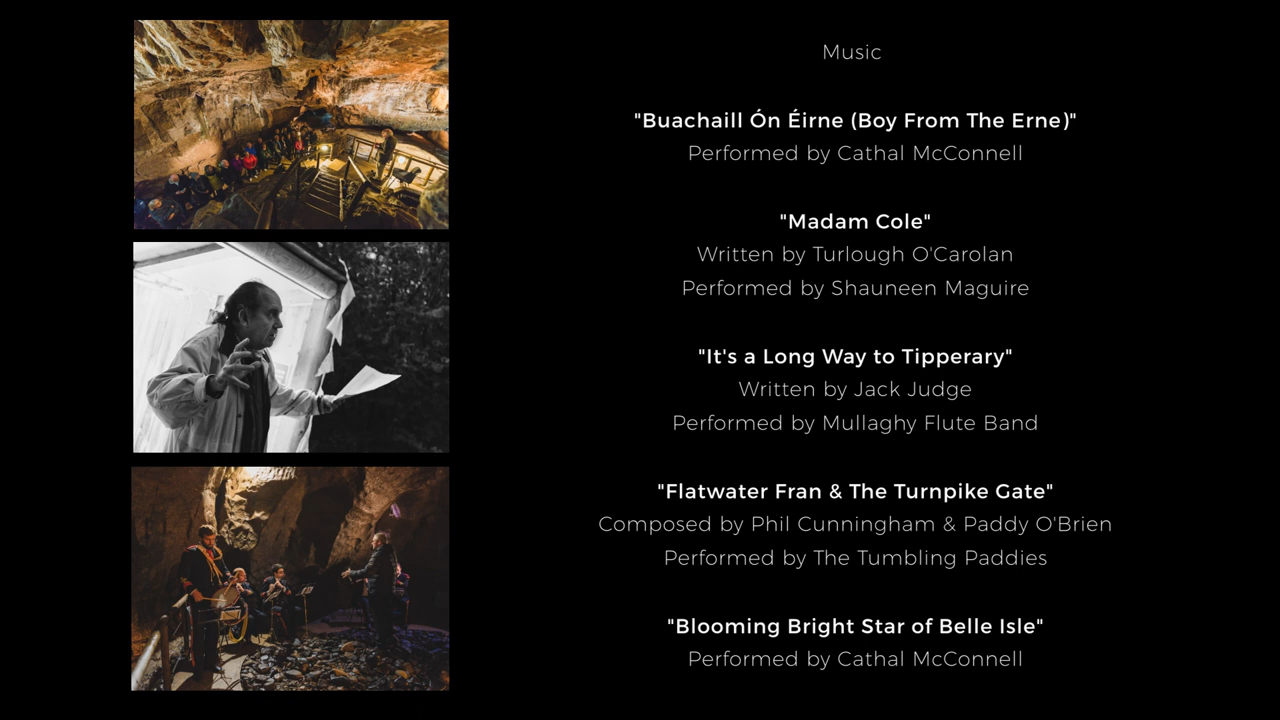 Music
"Buachaill Ón Éirne (Boy From The Erne)"
Performed by Cathal McConnell
"Madam Cole"
Written by Turlough O'Carolan
Performed by Shauneen Maguire
"It's a Long Way to Tipperary"
Written by Jack Judge
Performed by Mullaghy Flute Band
"Flatwater Fran & The Turnpike Gate"
Composed by Phil Cunningham & Paddy O'Brien
Performed by The Tumbling Paddies
"Blooming Bright Star of Belle Isle"
Performed by Cathal McConnell